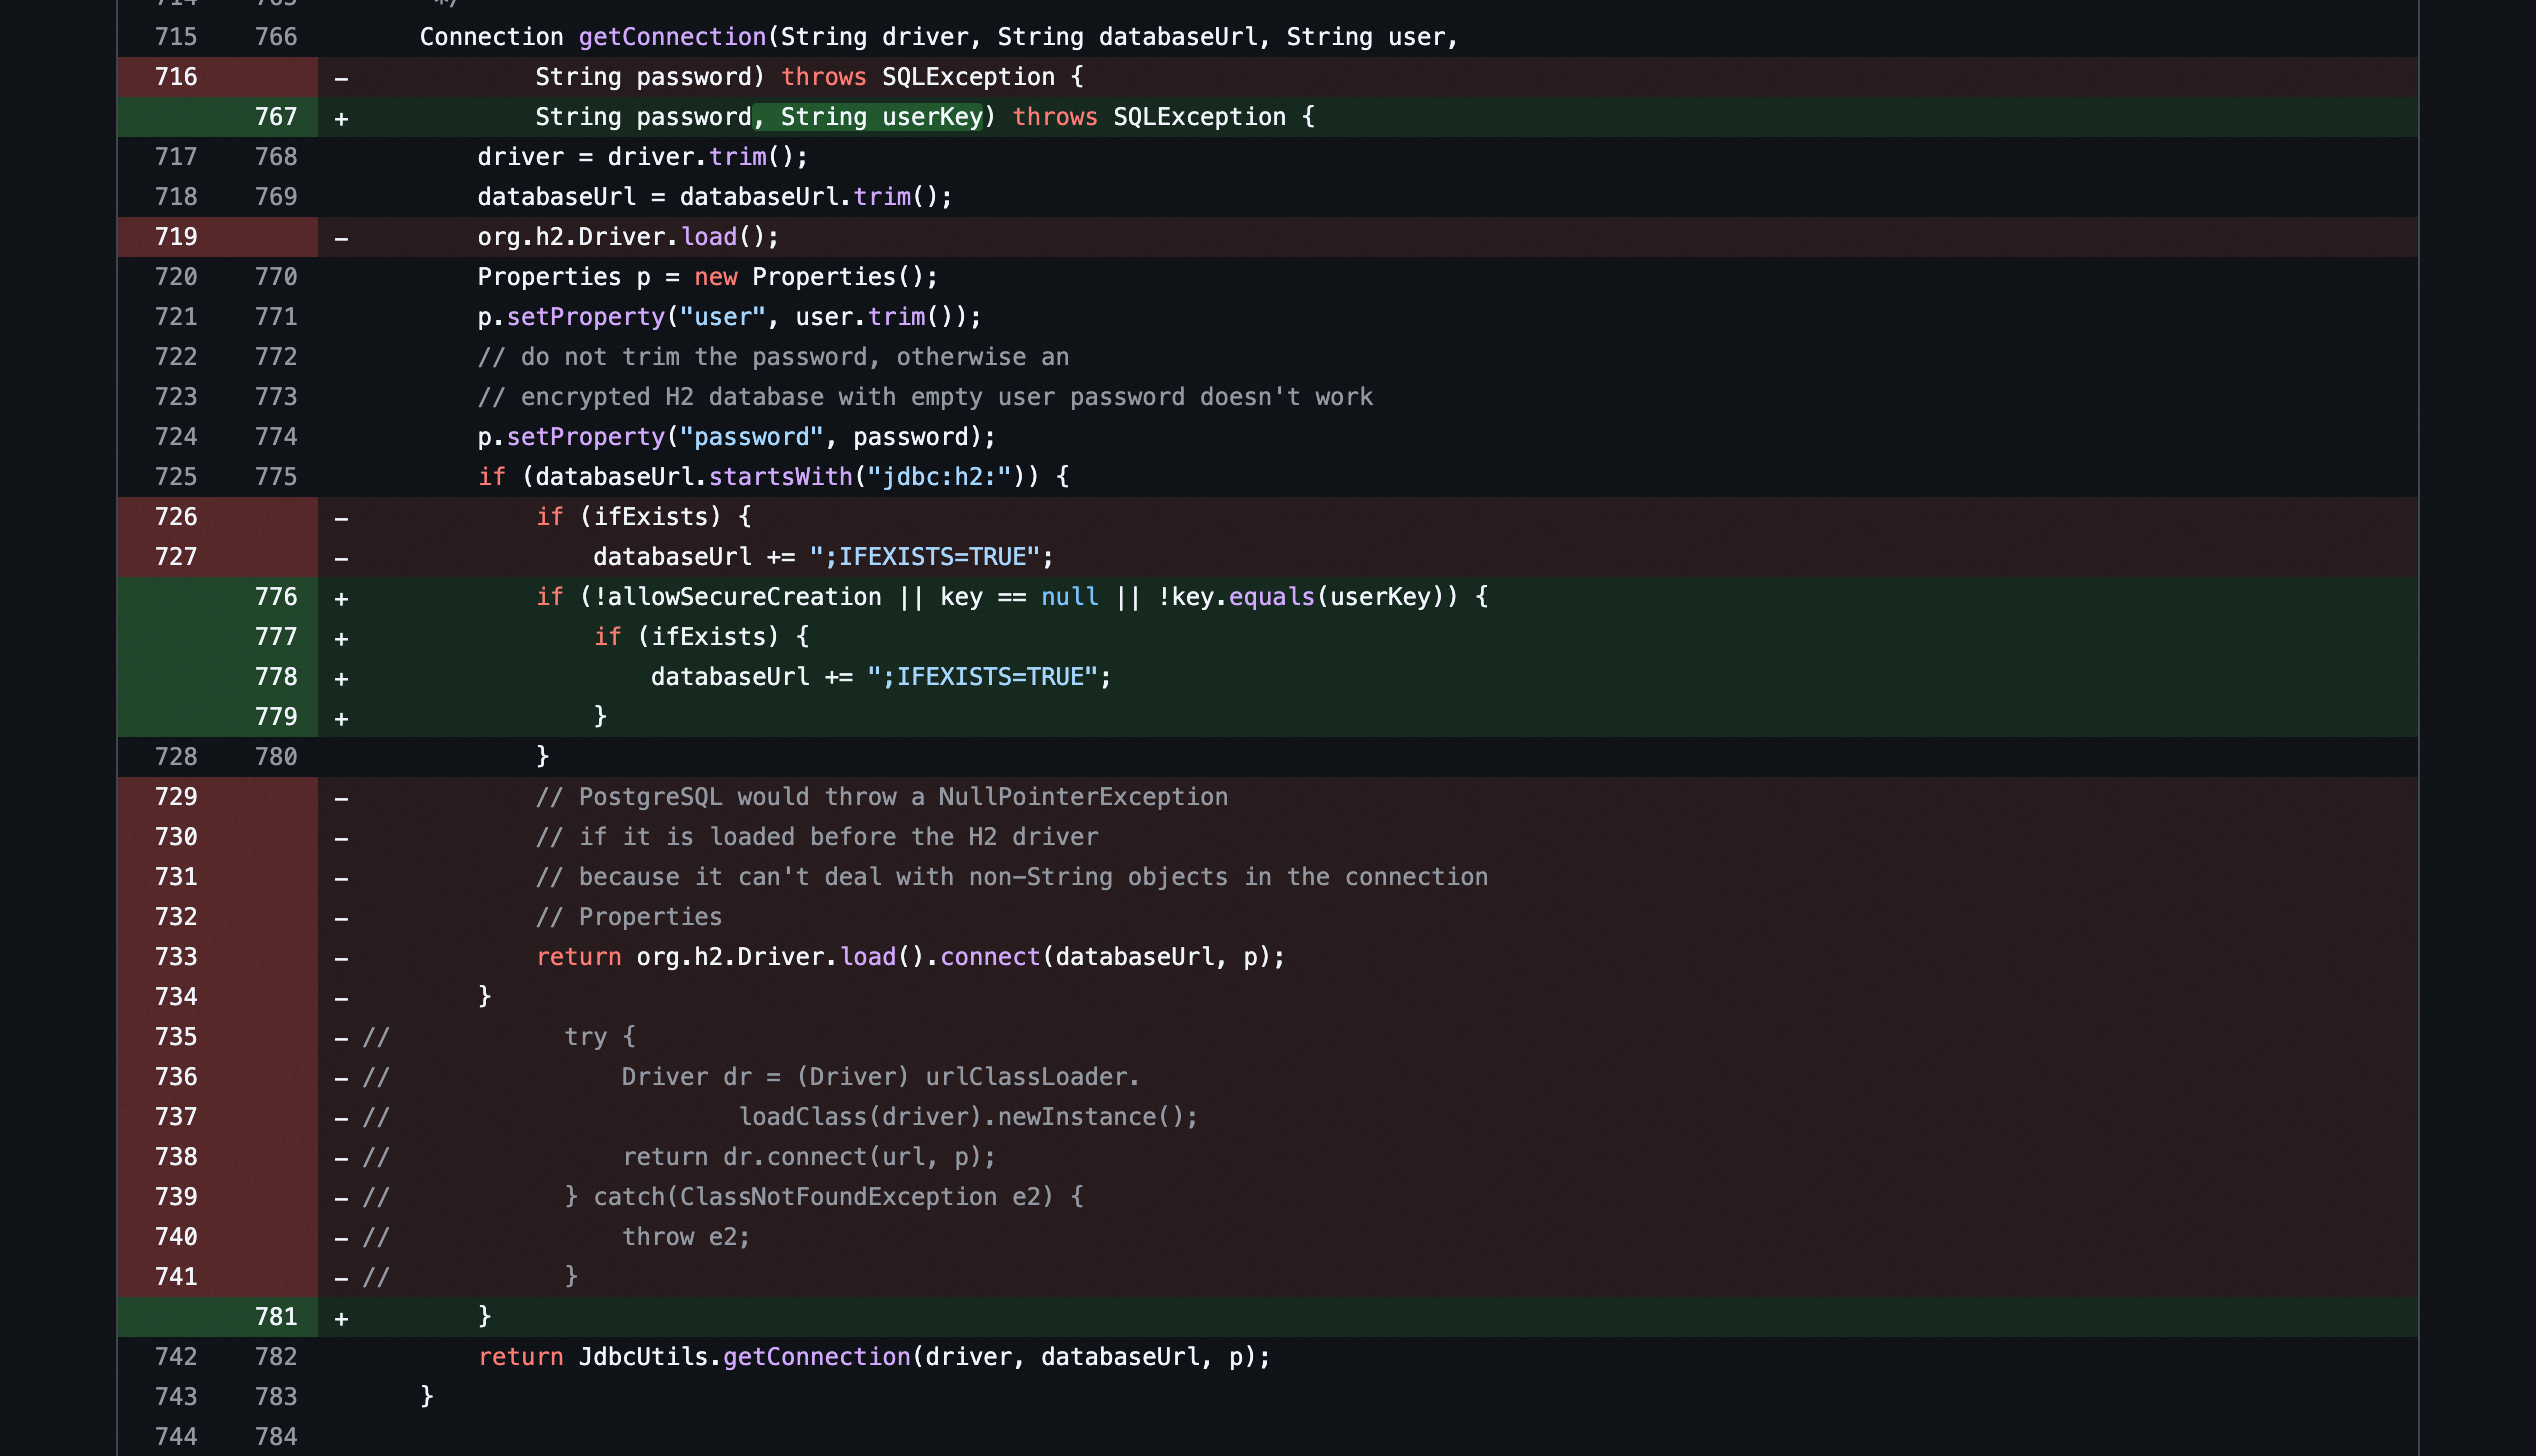 714 765 */
715 766 Connection getConnection(String driver, String databaseUrl, String user,
716 - String password) throws SQLException {
767 + String password, String userKey) throws SQLException {
717 768 driver = driver.trim();
718 769 databaseUrl = databaseUrl.trim();
719 - org.h2.Driver.load();
720 770 Properties p = new Properties();
721 771 p.setProperty("user", user.trim());
722 772 // do not trim the password, otherwise an
723 773 // encrypted H2 database with empty user password doesn't work
724 774 p.setProperty("password", password);
725 775 if (databaseUrl.startsWith("jdbc:h2:")) {
726 - if (ifExists) {
727 - databaseUrl += ";IFEXISTS=TRUE";
776 + if (!allowSecureCreation || key == null || !key.equals(userKey)) {
777 + if (ifExists) {
778 + databaseUrl += ";IFEXISTS=TRUE";
779 + }
728 780 }
729 - // PostgreSQL would throw a NullPointerException
730 - // if it is loaded before the H2 driver
731 - // because it can't deal with non-String objects in the connection
732 - // Properties
733 - return org.h2.Driver.load().connect(databaseUrl, p);
734 - }
735 - // try {
736 - // Driver dr = (Driver) urlClassLoader.
737 - // loadClass(driver).newInstance();
738 - // return dr.connect(url, p);
739 - // } catch(ClassNotFoundException e2) {
740 - // throw e2;
741 - // }
781 + }
742 782 return JdbcUtils.getConnection(driver, databaseUrl, p);
743 783 }
744 784